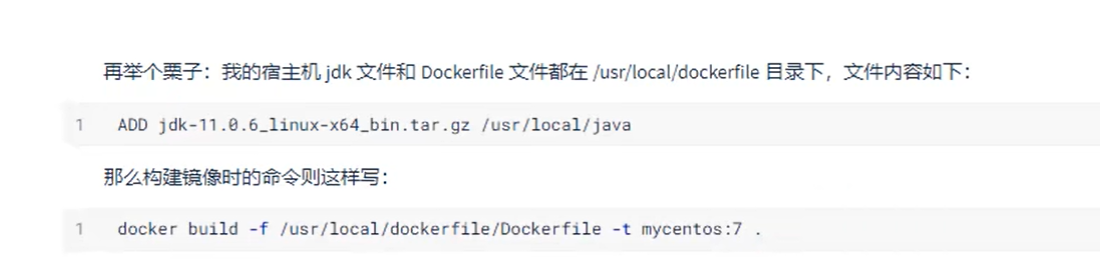 再举个栗子：我的宿主机 jdk 文件和 Dockerfile 文件都在 /usr/local/dockerfile 目录下，文件内容如下：
1 ADD jdk-11.0.6_linux-x64_bin.tar.gz /usr/local/java
那么构建镜像时的命令则这样写：
1 docker build -f /usr/local/dockerfile/Dockerfile -t mycentos:7 .